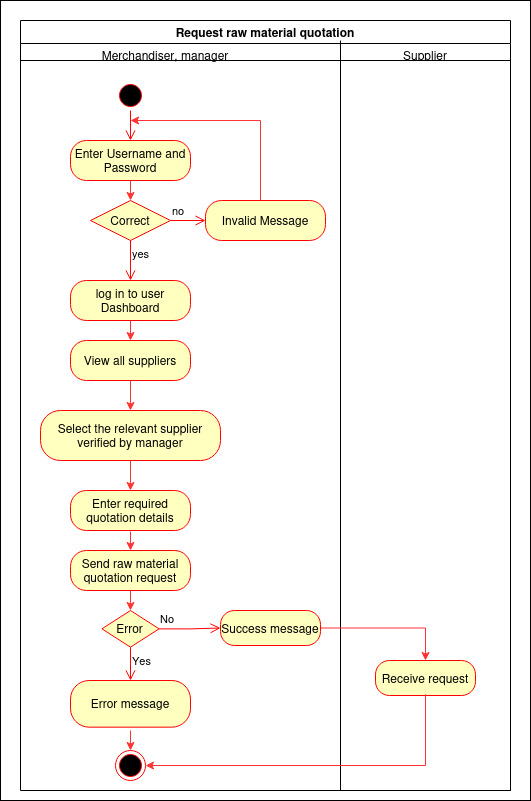 Request raw material quotation
Merchandiser, manager
Supplier
Enter Username and
Password
Correct
no
Invalid Message
yes
log in to user
Dashboard
View all suppliers
Select the relevant supplier
verified by manager
Enter required
quotation details
Send raw material
quotation request
Error
No
Success message
Yes
Receive request
Error message